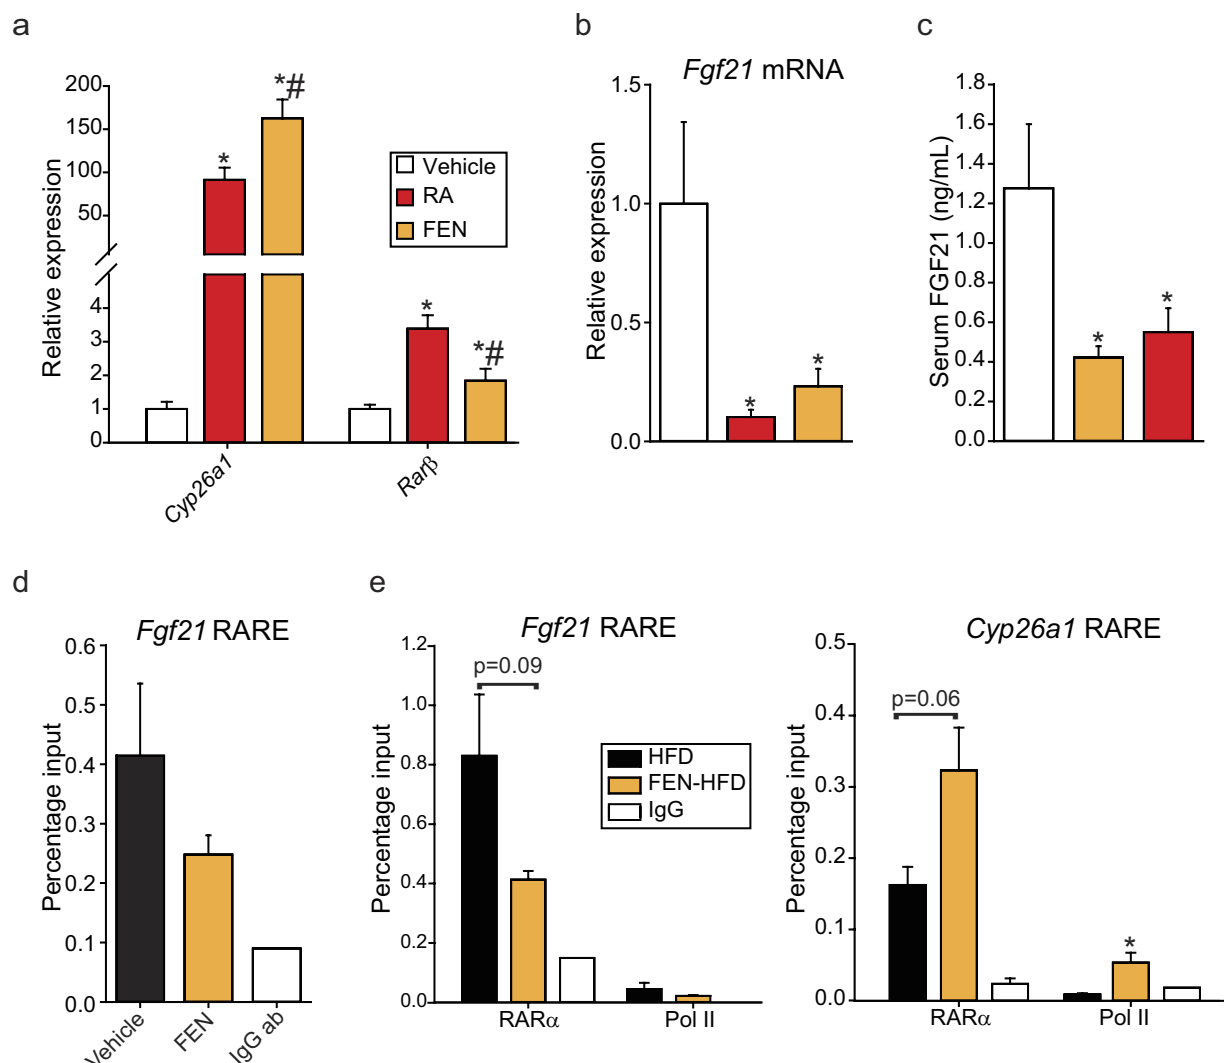 a
b
c
200
150
100
50
4
3
2
1
0
Relative expression
*
*#
*
*#
Cyp26a1
Rarβ
Vehicle
RA
FEN
Fgf21 mRNA
1.5
1.0
0.5
0.0
Relative expression
*
*
1.8
1.6
1.4
1.2
1.0
0.8
0.6
0.4
0.2
0.0
Serum FGF21 (ng/mL)
*
*
d
e
Fgf21 RARE
0.6
0.5
0.4
0.3
0.2
0.1
0.0
Percentage input
Vehicle
FEN
IgG ab
Fgf21 RARE
1.2
1.0
0.8
0.6
0.4
0.2
0.0
Percentage input
p=0.09
RARα
Pol II
HFD
FEN-HFD
IgG
Cyp26a1 RARE
0.5
0.4
0.3
0.2
0.1
0.0
Percentage input
p=0.06
*
RARα
Pol II